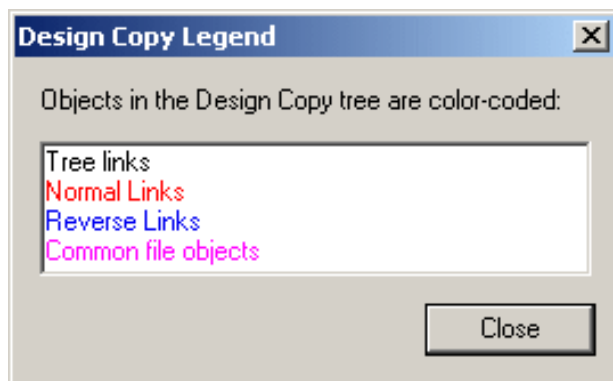 Design Copy Legend
Objects in the Design Copy tree are color-coded:
Tree links
Normal Links
Reverse Links
Common file objects
Close